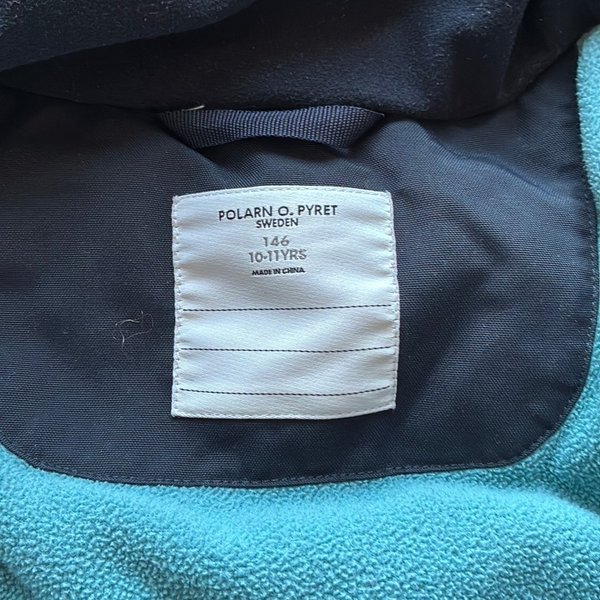 POLARN O. PYRET
SWEDEN
146
10-11YRS
MADE IN CHINA